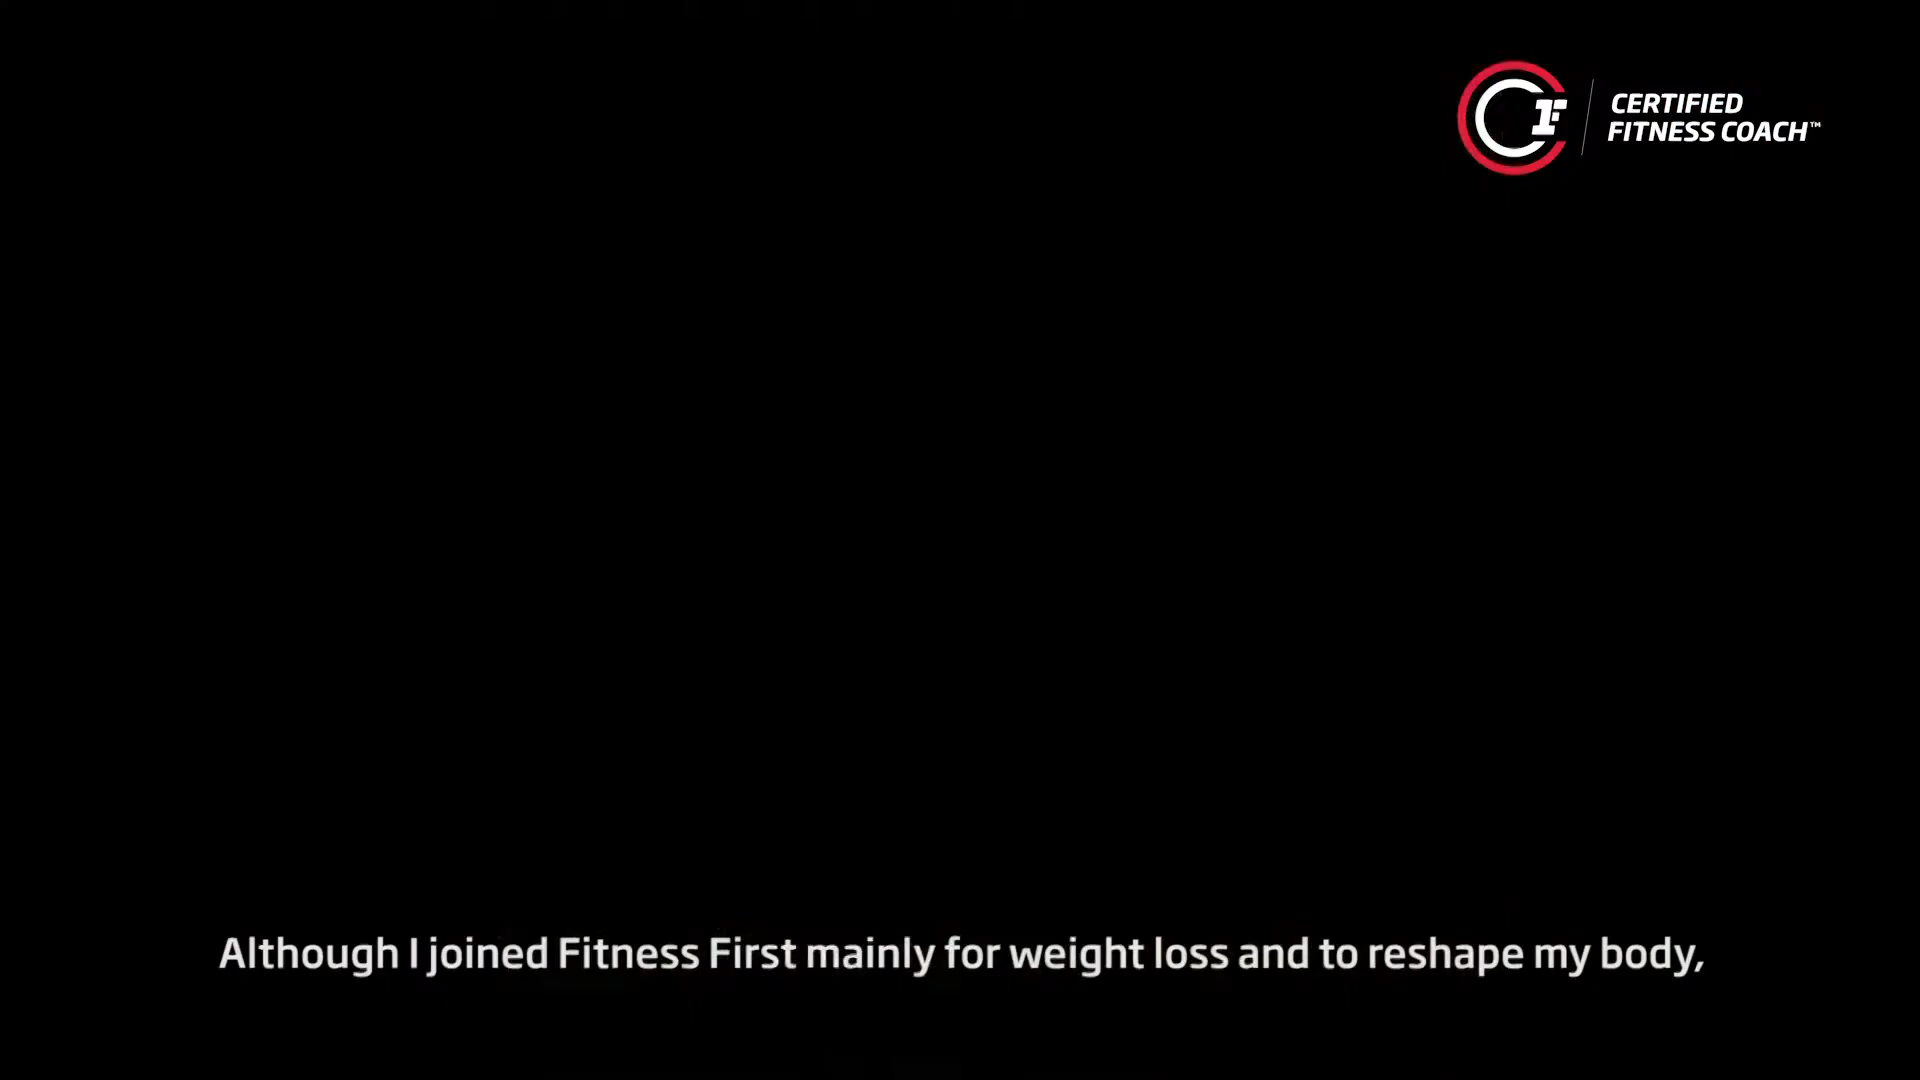 CERTIFIED
FITNESS COACH™
Although I joined Fitness First mainly for weight loss and to reshape my body,